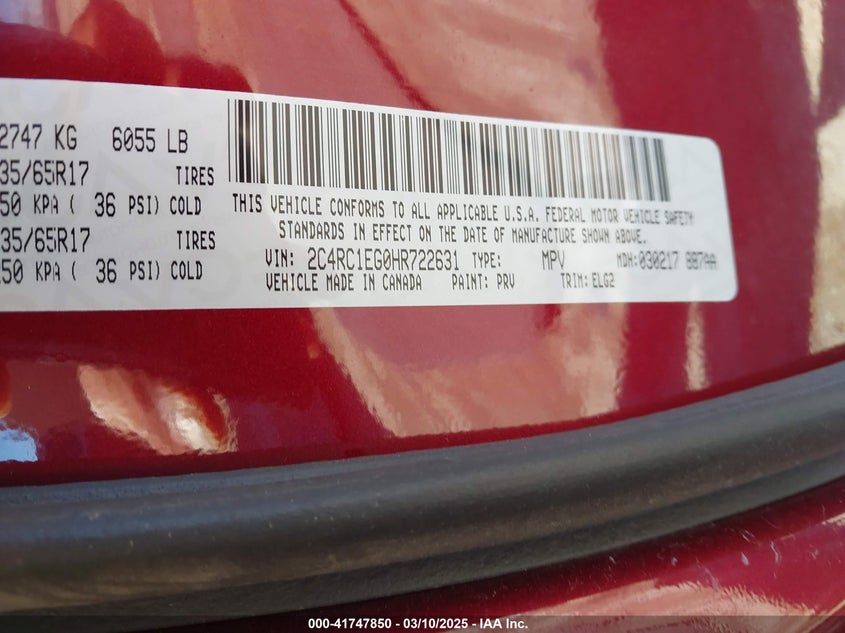 2747 KG 6055 LB
35/65R17 TIRES
50 KPA ( 36 PSI) COLD
35/65R17 TIRES
50 KPA ( 36 PSI) COLD
THIS VEHICLE CONFORMS TO ALL APPLICABLE U.S.A. FEDERAL MOTOR VEHICLE SAFETY
STANDARDS IN EFFECT ON THE DATE OF MANUFACTURE SHOWN ABOVE.
VIN: 2C4RC1EG0HR722631 TYPE: MPV MDH:030217 887AA
VEHICLE MADE IN CANADA PAINT: PRV TRIM: ELG2
000-41747850 - 03/10/2025 - IAA Inc.